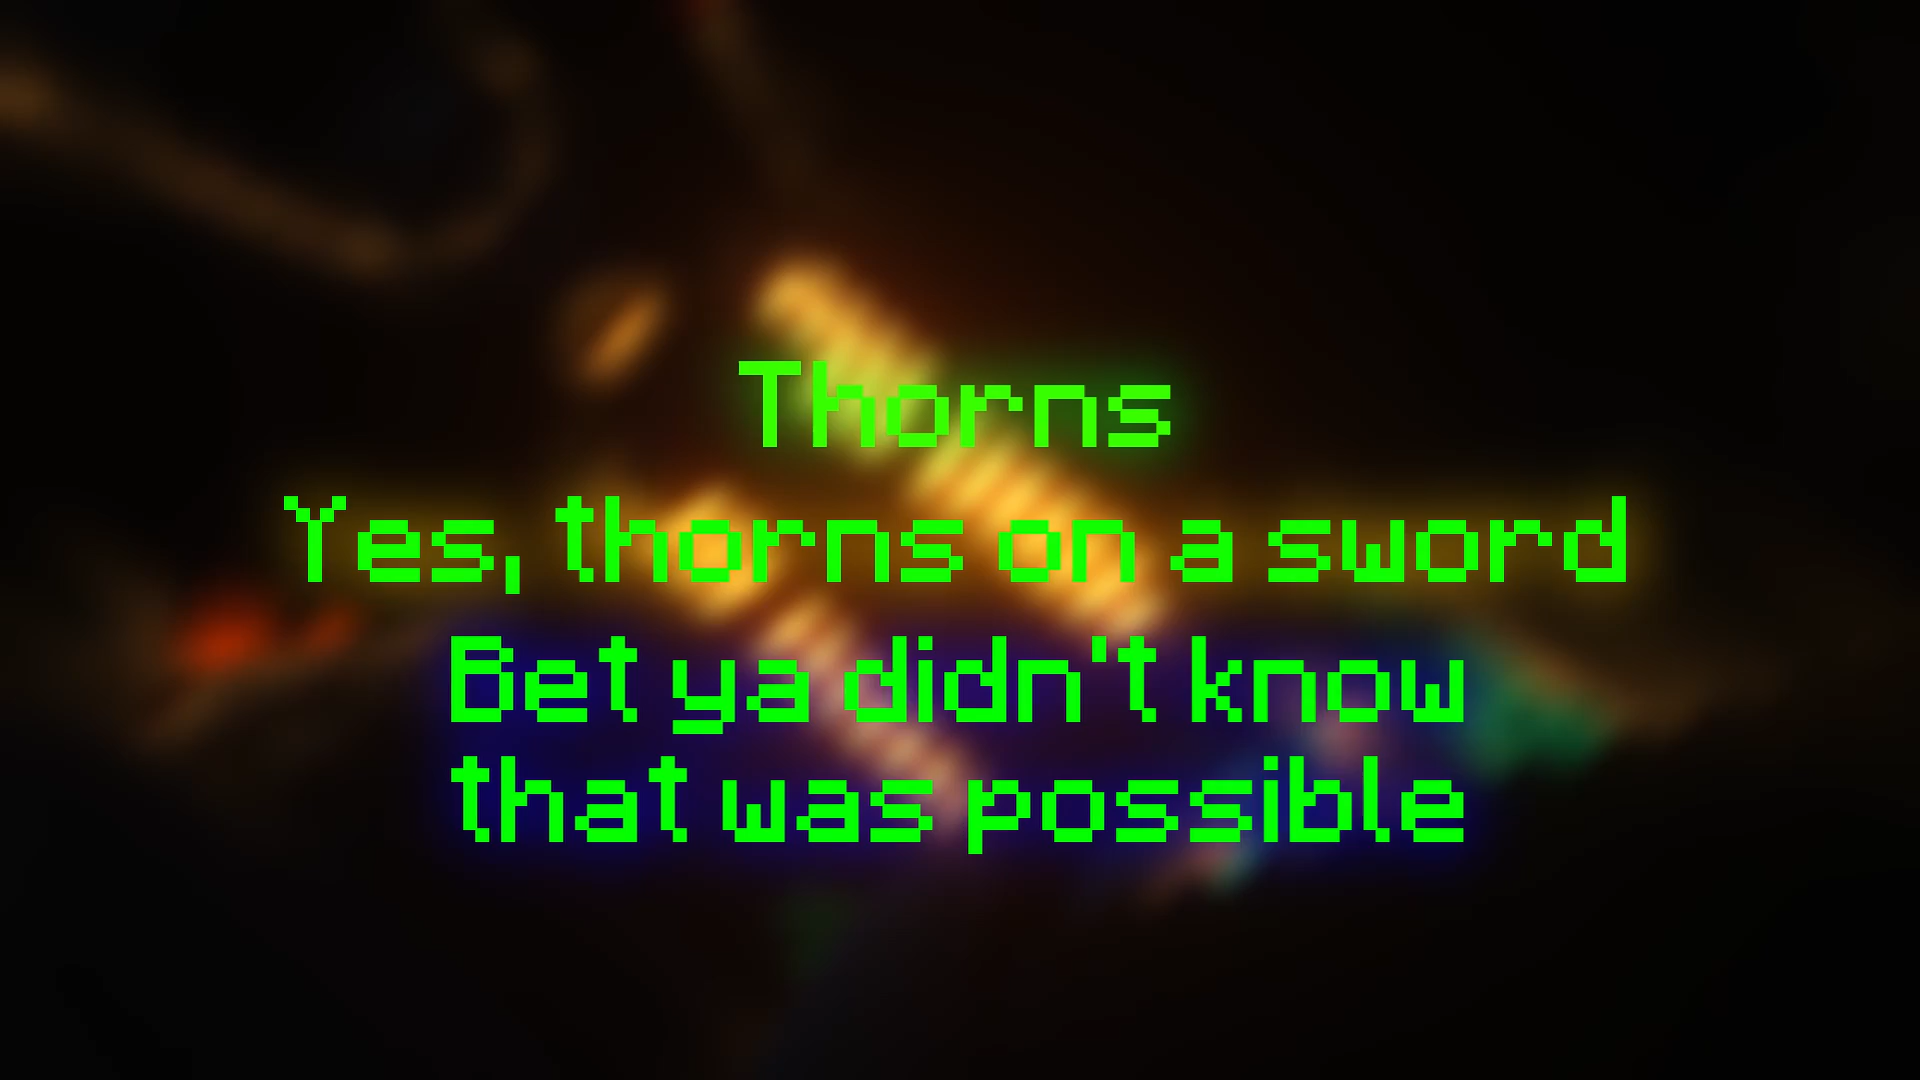 Thorns
Yes, thorns on a sword
Bet ya didn't know
that was possible